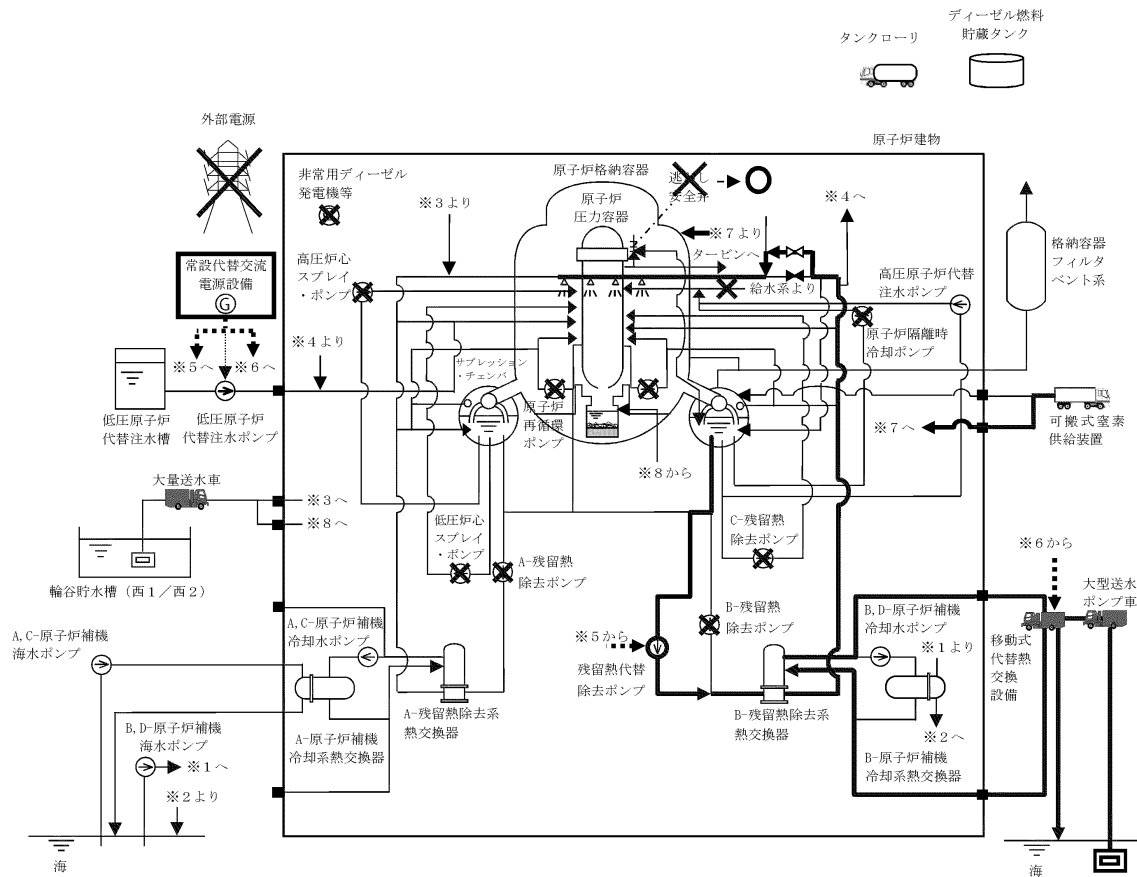 ディーゼル燃料
貯蔵タンク
タンクローリ
外部電源
原子炉建物
非常用ディーゼル
発電機等
原子炉格納容器
原子炉
圧力容器
安全弁
※３より
※４へ
※７より
タービンへ
格納容器
フィルタ
ベント系
常設代替交流
電源設備
G
高圧炉心
スプレイ
・ポンプ
給水系より
高圧原子炉代替
注水ポンプ
原子炉隔離時
冷却ポンプ
※５へ
※６へ
※４より
サプレッション
・チェンバ
低圧原子炉
代替注水槽
低圧原子炉
代替注水ポンプ
原子炉
再循環
ポンプ
※７へ
可搬式窒素
供給装置
※８から
大量送水車
※３へ
※８へ
輪谷貯水槽（西１／西２）
低圧炉心
スプレイ
・ポンプ
A-残留熱
除去ポンプ
C-残留熱
除去ポンプ
※６から
大型送水
ポンプ車
A,C-原子炉補機
海水ポンプ
A,C-原子炉補機
冷却水ポンプ
※５から
残留熱代替
除去ポンプ
B-残留熱
除去ポンプ
B,D-原子炉補機
冷却水ポンプ
※１より
移動式
代替熱
交換
設備
B,D-原子炉補機
海水ポンプ
※１へ
※２より
A-原子炉補機
冷却系熱交換器
A-残留熱除去系
熱交換器
B-残留熱除去系
熱交換器
※２へ
B-原子炉補機
冷却系熱交換器
海
海